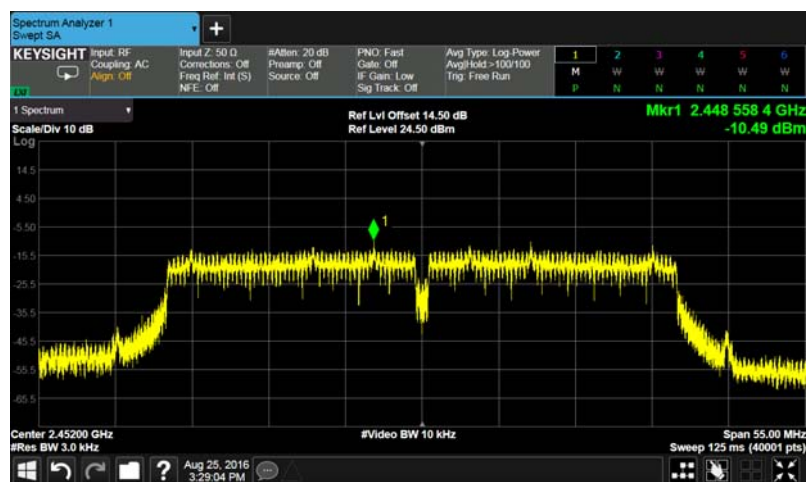 Spectrum Analyzer 1
Swept SA
+
KEYSIGHT
Input: RF
Coupling: AC
Align: Off
Input Z: 50 Ω
Corrections: Off
Freq Ref: Int (S)
NFE: Off
#Atten: 20 dB
Preamp: Off
Source: Off
PNO: Fast
Gate: Off
IF Gain: Low
Sig Track: Off
Avg Type: Log-Power
Avg|Hold:>100/100
Trig: Free Run
1 2 3 4 5 6
M W W W W W
P N N N N N
LXI
1 Spectrum
Scale/Div 10 dB
Log
Ref Lvl Offset 14.50 dB
Ref Level 24.50 dBm
Mkr1 2.448 558 4 GHz
-10.49 dBm
14.5
4.50
-5.50
-15.5
-25.5
-35.5
-45.5
-55.5
-65.5
1
Center 2.45200 GHz
#Res BW 3.0 kHz
#Video BW 10 kHz
Span 55.00 MHz
Sweep 125 ms (40001 pts)
?
Aug 25, 2016
3:29:04 PM